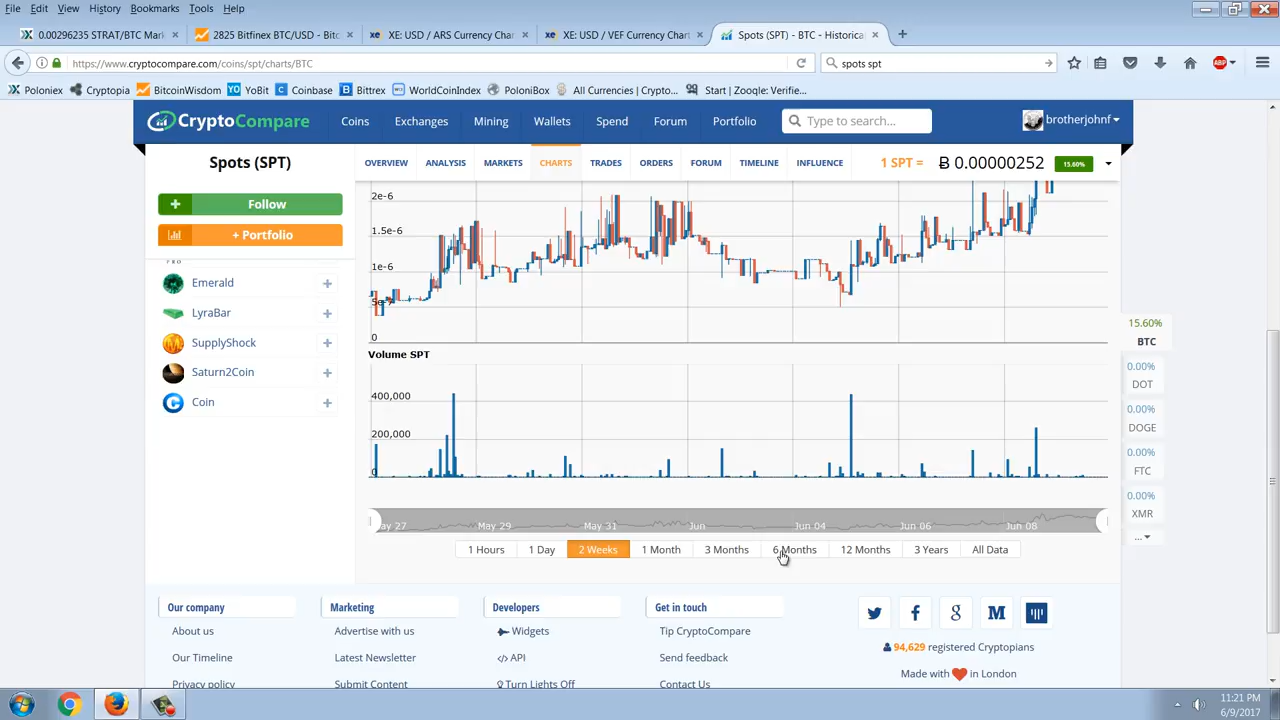 File Edit View History Bookmarks Tools Help
0.00296235 STRAT/BTC Mark
2825 Bitfinex BTC/USD - Bit
XE: USD / ARS Currency Chart
XE: USD / VEF Currency Chart
Spots (SPT) - BTC - Historical
https://www.cryptocompare.com/coins/spt/charts/BTC
spots spt
ABP
Poloniex Cryptopia BitcoinWisdom YoBit Coinbase Bittrex WorldCoinIndex PoloniBox All Currencies | Crypto... Start | Zooqle: Verifie...
CryptoCompare
Coins Exchanges Mining Wallets Spend Forum Portfolio
Type to search...
brotherjohnf
Spots (SPT)
OVERVIEW ANALYSIS MARKETS CHARTS TRADES ORDERS FORUM TIMELINE INFLUENCE
1 SPT = Ƀ 0.00000252 15.60%
Follow
+ Portfolio
Emerald
LyraBar
SupplyShock
Saturn2Coin
Coin
2e-6
1.5e-6
1e-6
5e-7
0
Volume SPT
400,000
200,000
0
ay 27 May 29 May 31 Jun Jun 04 Jun 06 Jun 08
1 Hours 1 Day 2 Weeks 1 Month 3 Months 6 Months 12 Months 3 Years All Data
15.60%
BTC
0.00%
DOT
0.00%
DOGE
0.00%
FTC
0.00%
XMR
...
Our company
About us
Our Timeline
Privacy policy
Marketing
Advertise with us
Latest Newsletter
Submit Content
Developers
Widgets
</> API
Turn Lights Off
Get in touch
Tip CryptoCompare
Send feedback
Contact Us
94,629 registered Cryptopians
Made with ❤ in London
11:21 PM
6/9/2017